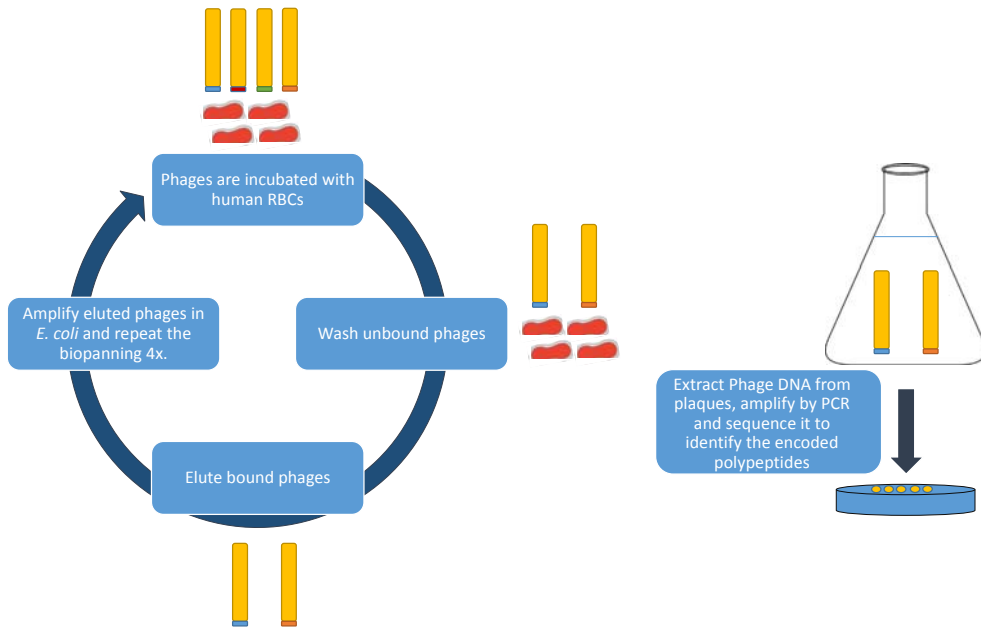 Phages are incubated with
human RBCs
Wash unbound phages
Elute bound phages
Amplify eluted phages in
E. coli and repeat the
biopanning 4x.
Extract Phage DNA from
plaques, amplify by PCR
and sequence it to
identify the encoded
polypeptides